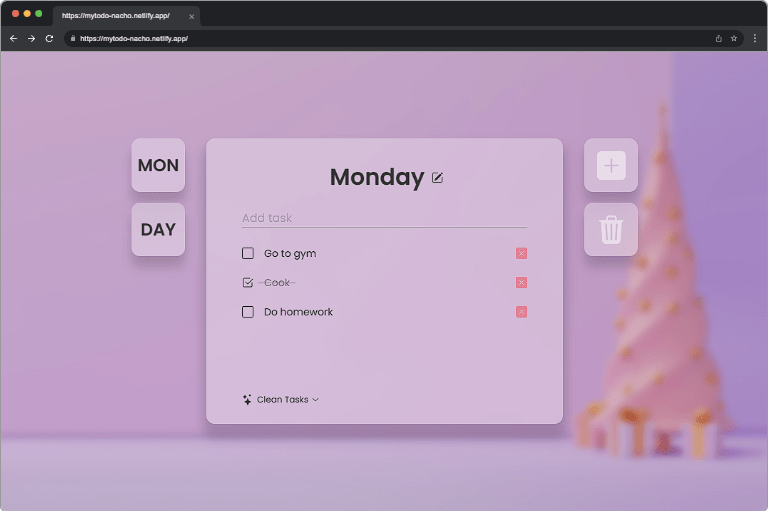 https://mytodo-nacho.netlify.app/
https://mytodo-nacho.netlify.app/
MON
DAY
Monday
Add task
Go to gym
Cook
Do homework
Clean Tasks